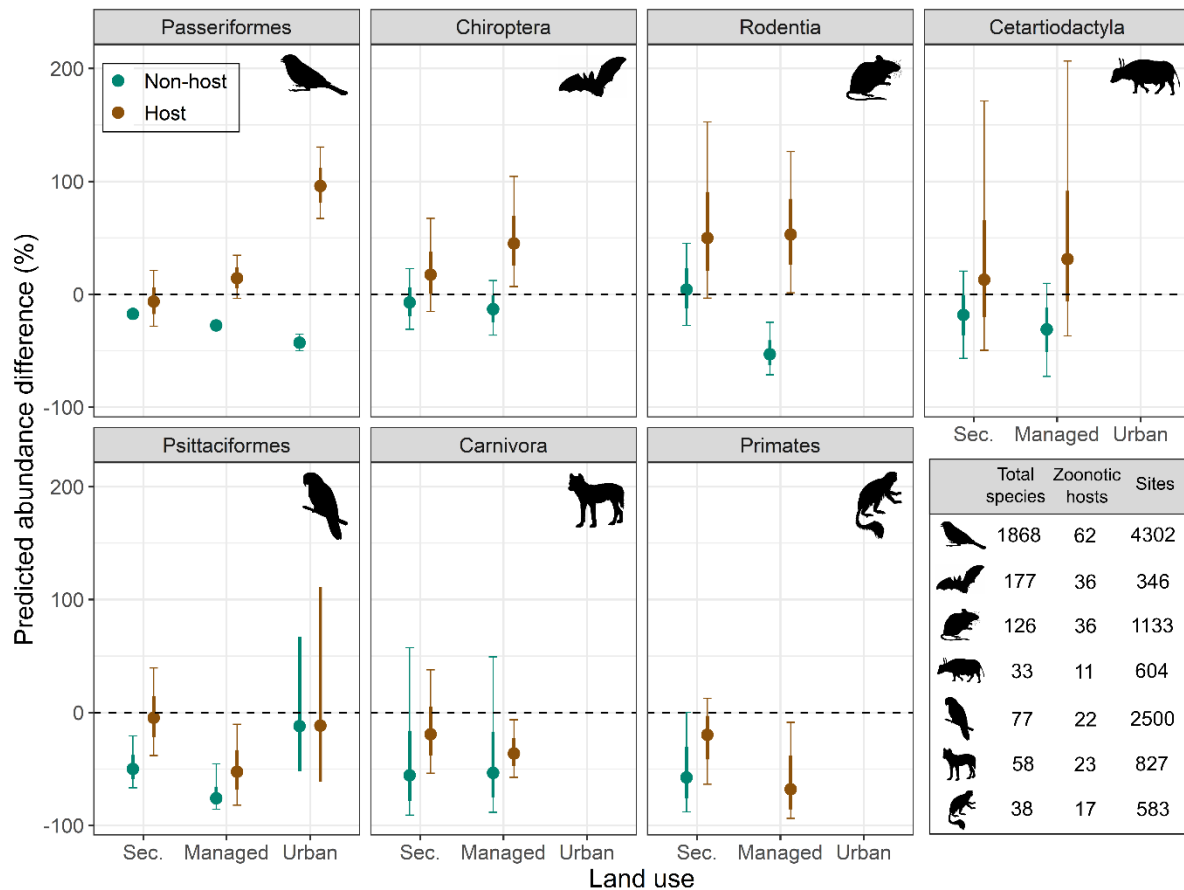 Passeriformes
Chiroptera
Rodentia
Cetartiodactyla
Non-host
Host
200
100
0
-100
Sec. Managed Urban
Psittaciformes
Carnivora
Primates
200
100
0
-100
Sec. Managed Urban
Sec. Managed Urban
Sec. Managed Urban
Predicted abundance difference (%)
Land use
Total species Zoonotic hosts Sites
1868 62 4302
177 36 346
126 36 1133
33 11 604
77 22 2500
58 23 827
38 17 583